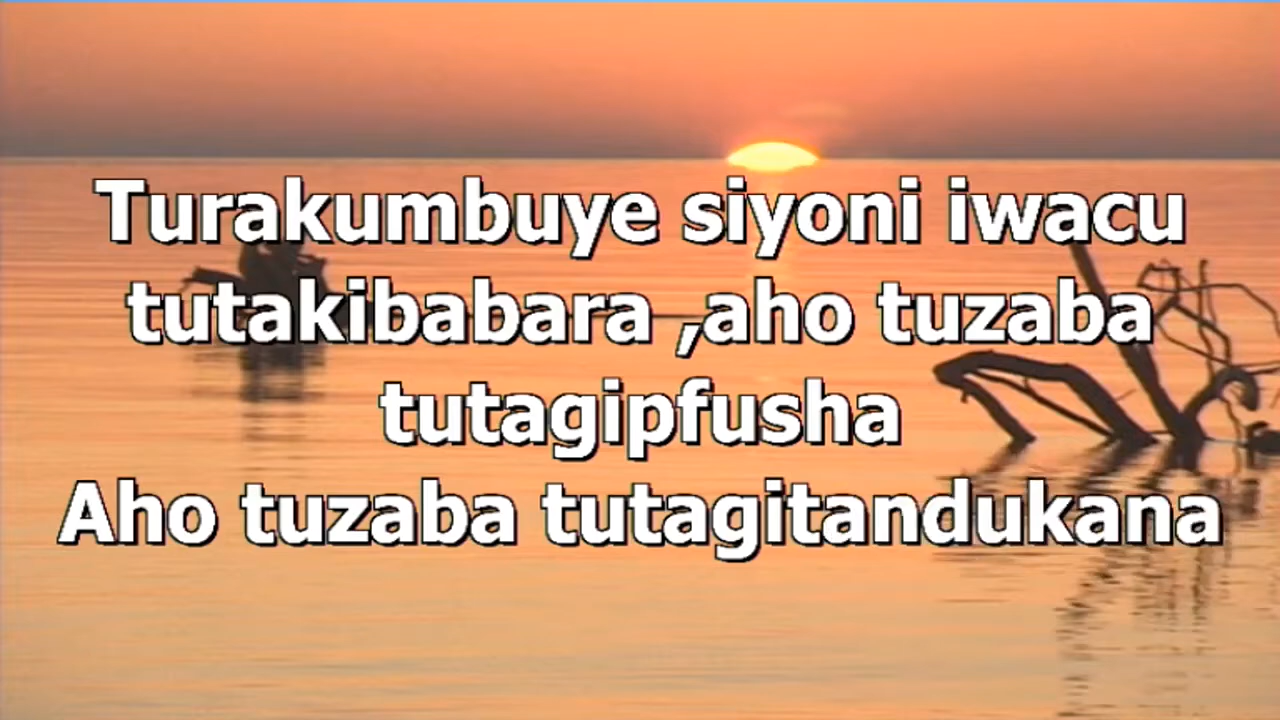 Turakumbuye siyoni iwacu
tutakibabara ,aho tuzaba
tutagipfusha
Aho tuzaba tutagitandukana